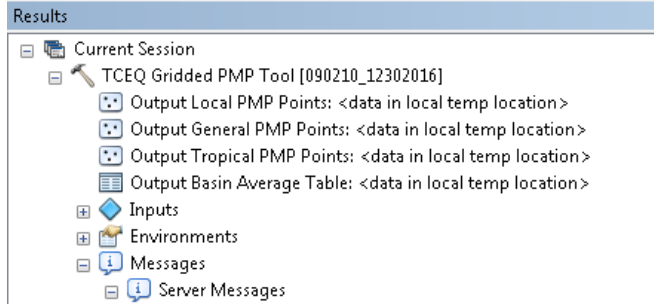 Results
Current Session
TCEQ Gridded PMP Tool [090210_12302016]
Output Local PMP Points: <data in local temp location>
Output General PMP Points: <data in local temp location>
Output Tropical PMP Points: <data in local temp location>
Output Basin Average Table: <data in local temp location>
Inputs
Environments
Messages
Server Messages